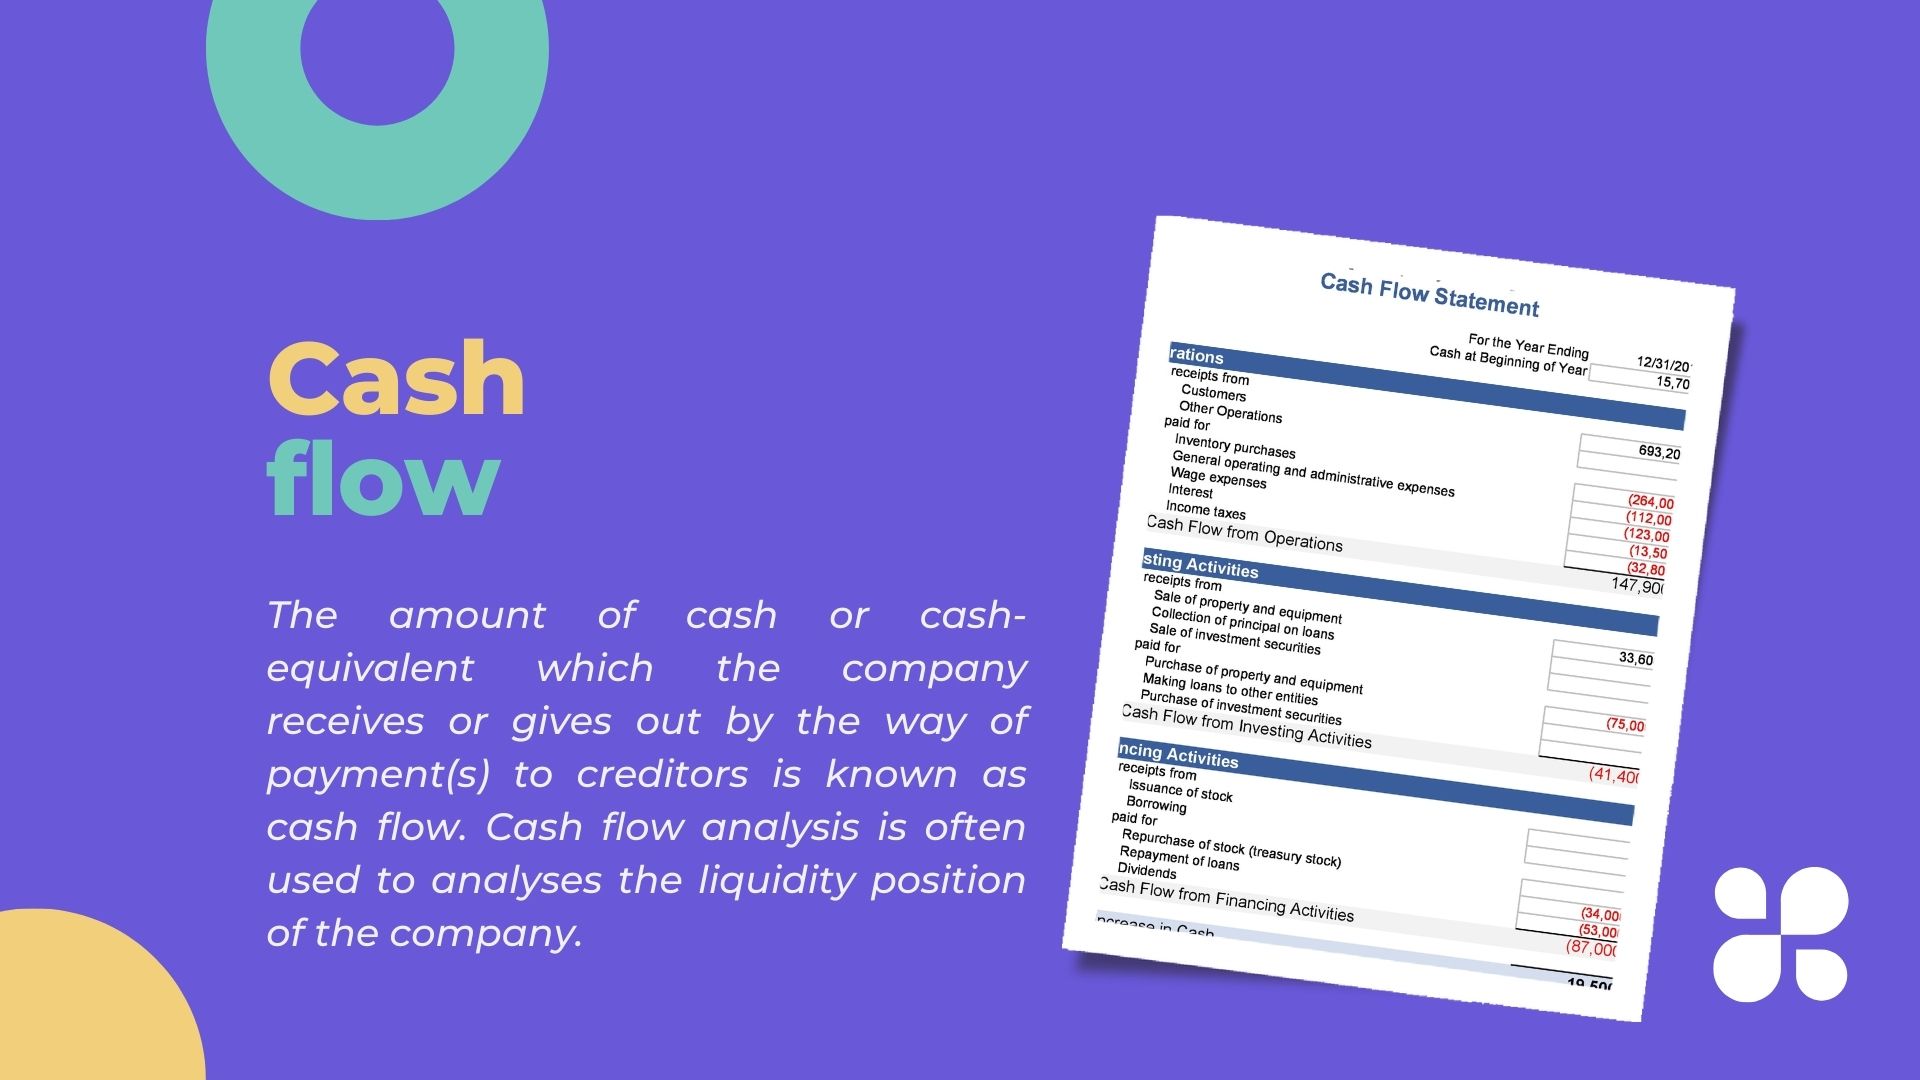 Cash
flow
The amount of cash or cash-
equivalent which the company
receives or gives out by the way of
payment(s) to creditors is known as
cash flow. Cash flow analysis is often
used to analyses the liquidity position
of the company.
Cash Flow Statement
For the Year Ending 12/31/20
Cash at Beginning of Year 15,70
rations
receipts from
Customers 693,20
Other Operations
paid for
Inventory purchases (264,00
General operating and administrative expenses (112,00
Wage expenses (123,00
Interest (13,50
Income taxes (32,80
Cash Flow from Operations 147,90
sting Activities
receipts from
Sale of property and equipment 33,60
Collection of principal on loans
Sale of investment securities
paid for
Purchase of property and equipment (75,00
Making loans to other entities
Purchase of investment securities
Cash Flow from Investing Activities (41,40
ncing Activities
receipts from
Issuance of stock
Borrowing
paid for
Repurchase of stock (treasury stock)
Repayment of loans (34,00
Dividends (53,00
Cash Flow from Financing Activities (87,00
ncrease in Cash 19,50